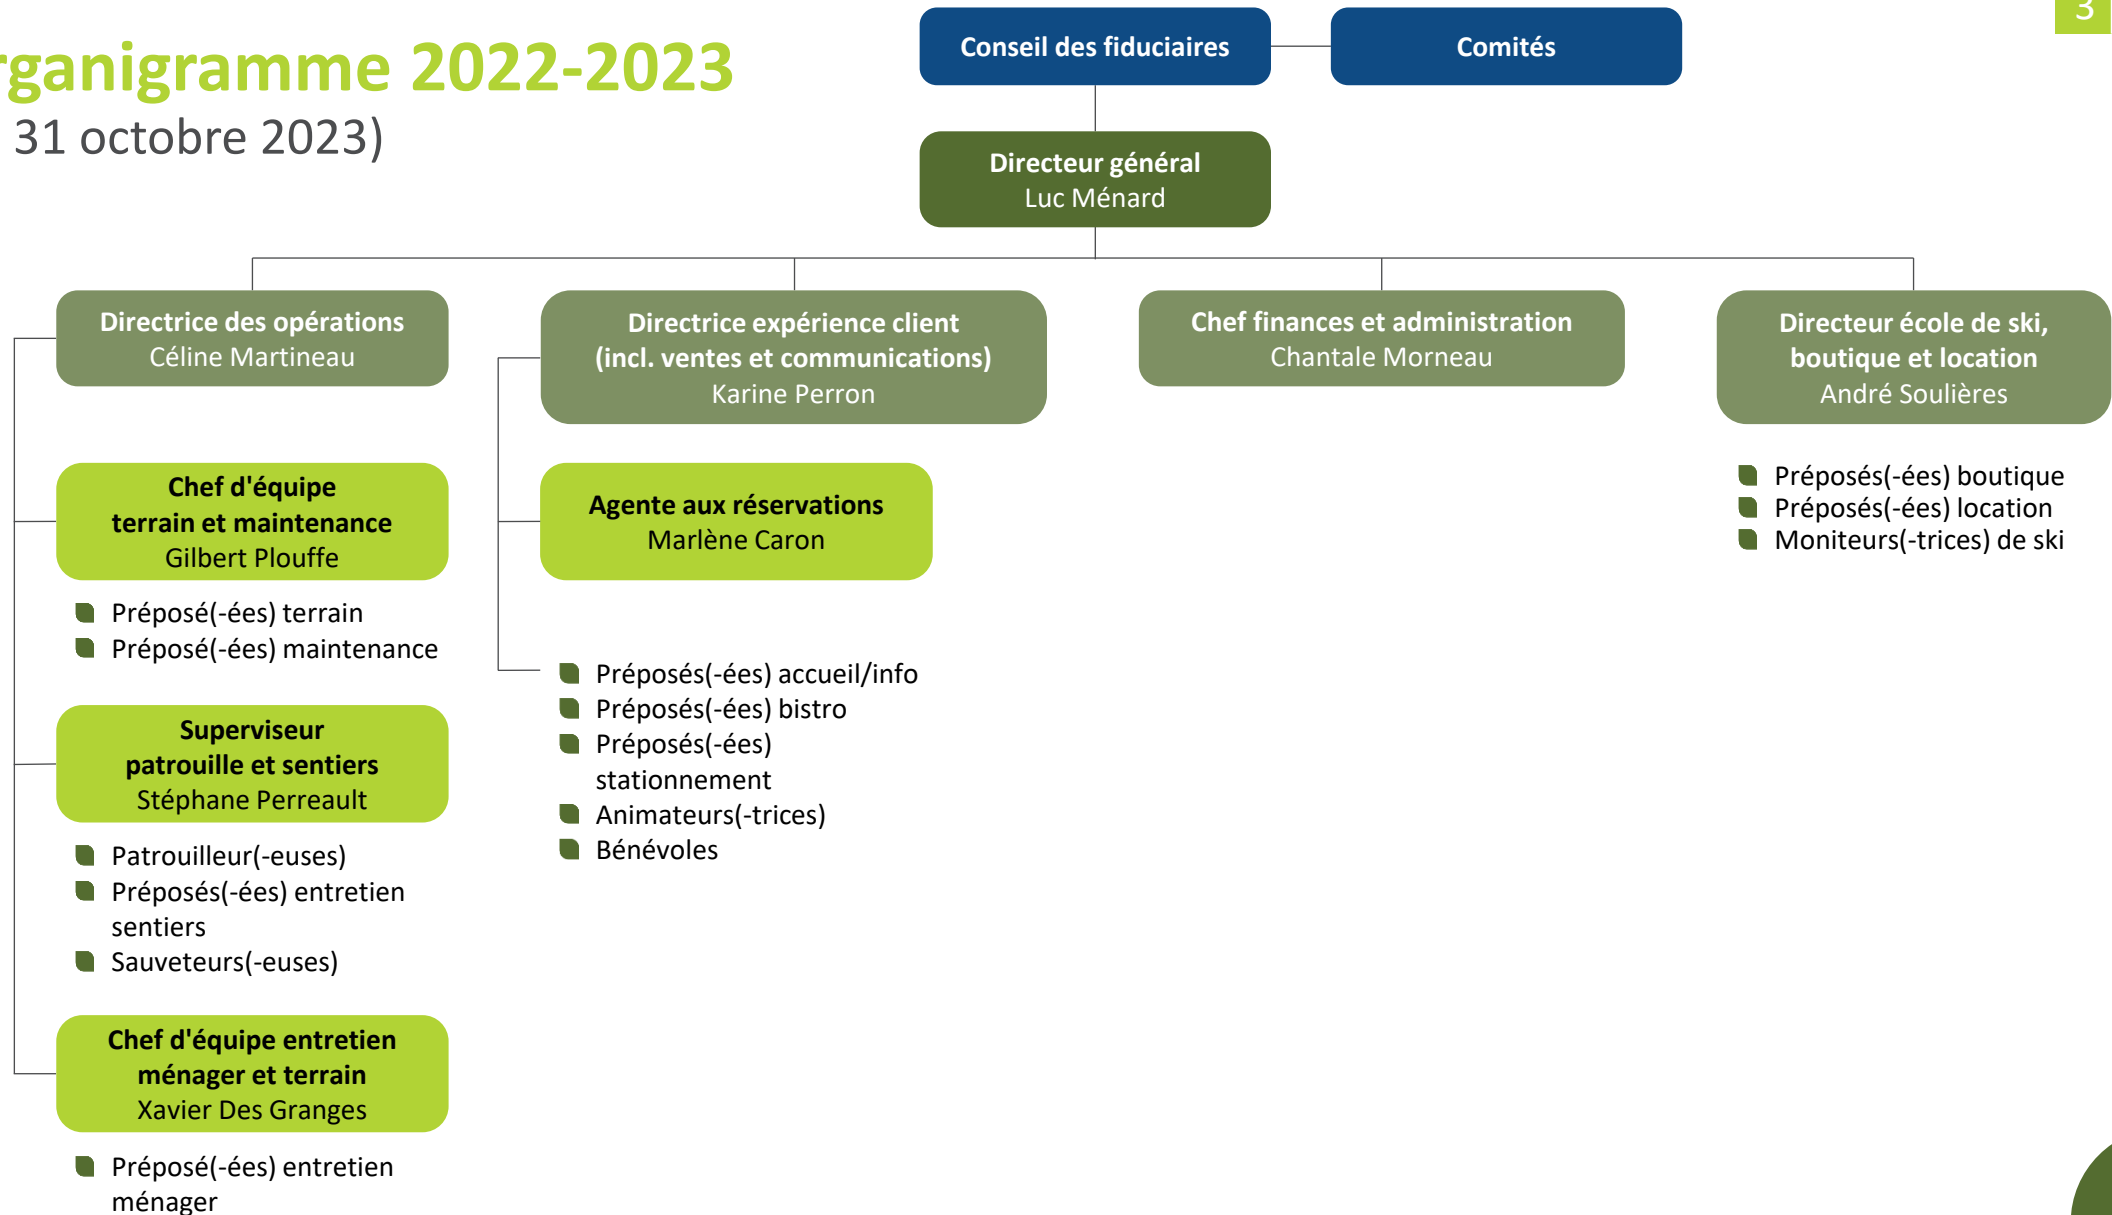 rganigramme 2022-2023
31 octobre 2023)
3
Conseil des fiduciaires
Comités
Directeur général
Luc Ménard
Directrice des opérations
Céline Martineau
Directrice expérience client
(incl. ventes et communications)
Karine Perron
Chef finances et administration
Chantale Morneau
Directeur école de ski,
boutique et location
André Soulières
Chef d'équipe
terrain et maintenance
Gilbert Plouffe
Préposé(-ées) terrain
Préposé(-ées) maintenance
Superviseur
patrouille et sentiers
Stéphane Perreault
Patrouilleur(-euses)
Préposés(-ées) entretien
sentiers
Sauveteurs(-euses)
Chef d'équipe entretien
ménager et terrain
Xavier Des Granges
Préposé(-ées) entretien
ménager
Agente aux réservations
Marlène Caron
Préposés(-ées) accueil/info
Préposés(-ées) bistro
Préposés(-ées)
stationnement
Animateurs(-trices)
Bénévoles
Préposés(-ées) boutique
Préposés(-ées) location
Moniteurs(-trices) de ski